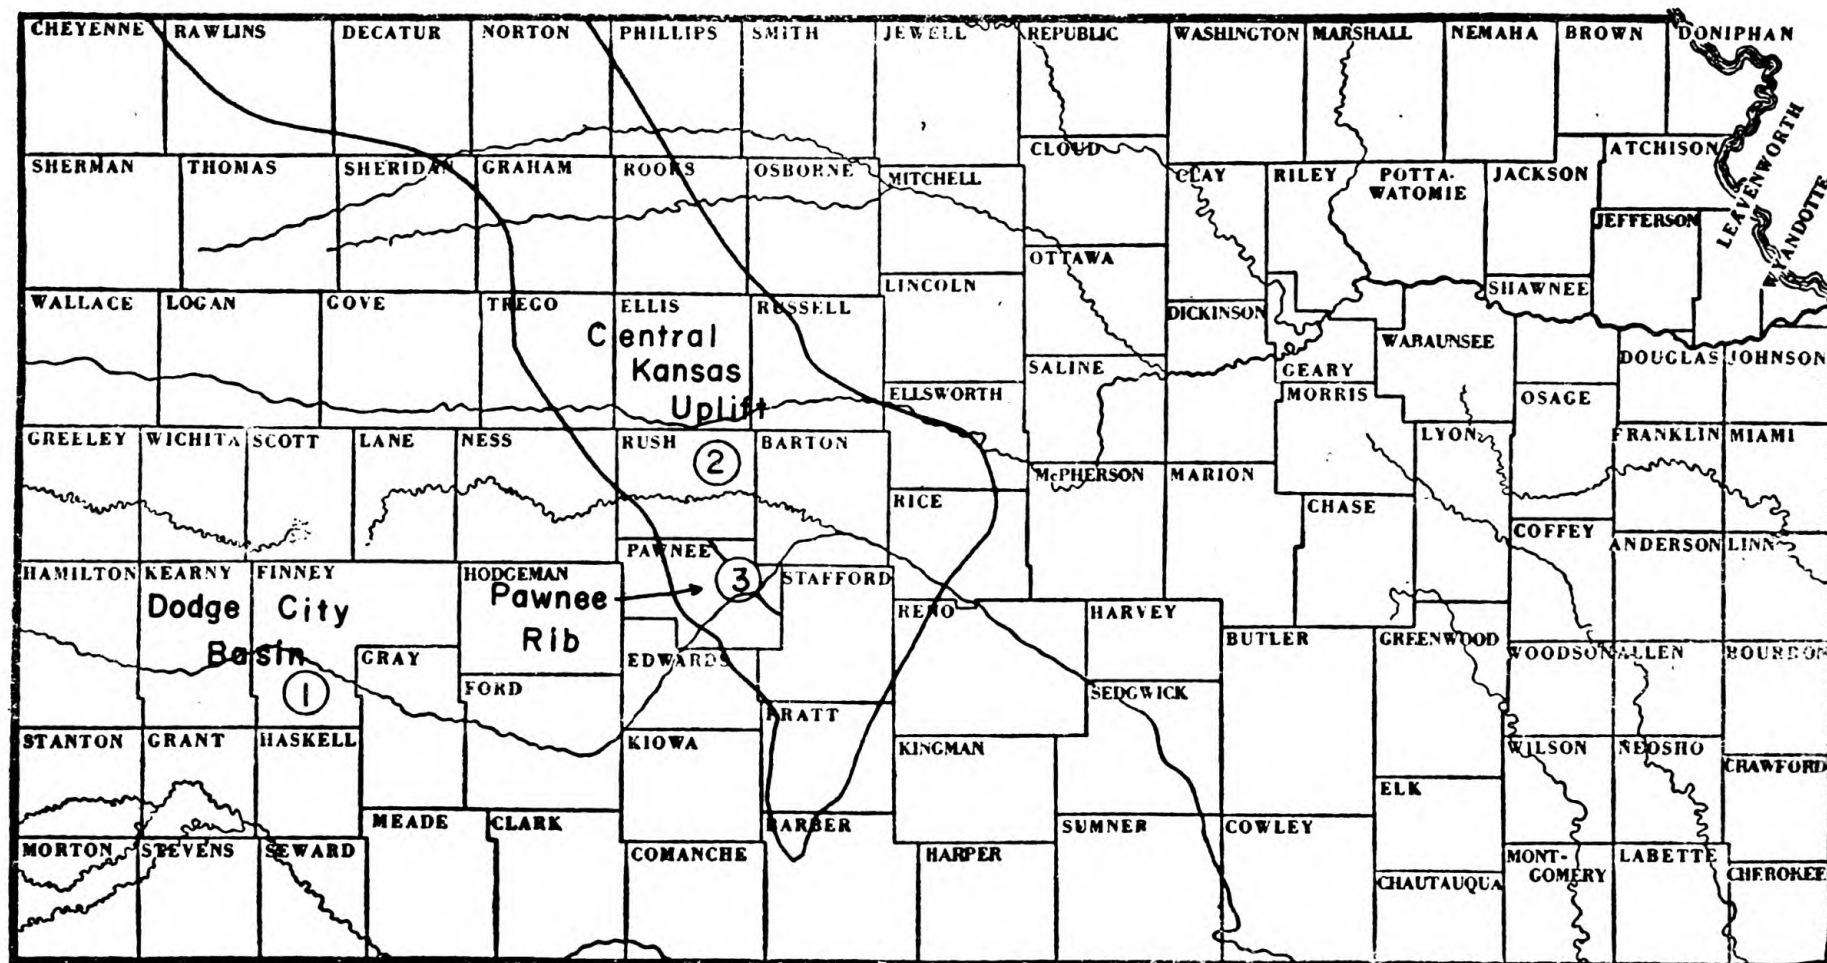 CHEYENNE
RAWLINS
DECATUR
NORTON
PHILLIPS
SMITH
JEWELL
REPUBLIC
WASHINGTON
MARSHALL
NEMAHA
BROWN
DONIPHAN
SHERMAN
THOMAS
SHERIDAN
GRAHAM
ROOKS
OSBORNE
MITCHELL
CLOUD
CLAY
RILEY
POTTA-
WATOMIE
JACKSON
ATCHISON
JEFFERSON
LEAVENWORTH
WYANDOTTE
WALLACE
LOGAN
GOVE
TREGO
ELLIS
RUSSELL
LINCOLN
OTTAWA
DICKINSON
SHAWNEE
Central
Kansas
Uplift
ELLSWORTH
SALINE
GEARY
WABAUNSEE
DOUGLAS
JOHNSON
MORRIS
OSAGE
GREELEY
WICHITA
SCOTT
LANE
NESS
RUSH
2
BARTON
RICE
McPHERSON
MARION
CHASE
LYON
FRANKLIN
MIAMI
COFFEY
ANDERSON
LINN
HAMILTON
KEARNY
FINNEY
HODGEMAN
PAWNEE
3
STAFFORD
Dodge City
Basin
1
Pawnee
Rib
GRAY
FORD
EDWARDS
RENO
HARVEY
BUTLER
GREENWOOD
WOODSON
ALLEN
BOURBON
STANTON
GRANT
HASKELL
KIOWA
PRATT
KINGMAN
SEDGWICK
ELK
WILSON
NEOSHO
CRAWFORD
MORTON
STEVENS
SEWARD
MEADE
CLARK
COMANCHE
BARBER
HARPER
SUMNER
COWLEY
CHAUTAUQUA
MONT-
GOMERY
LABETTE
CHEROKEE